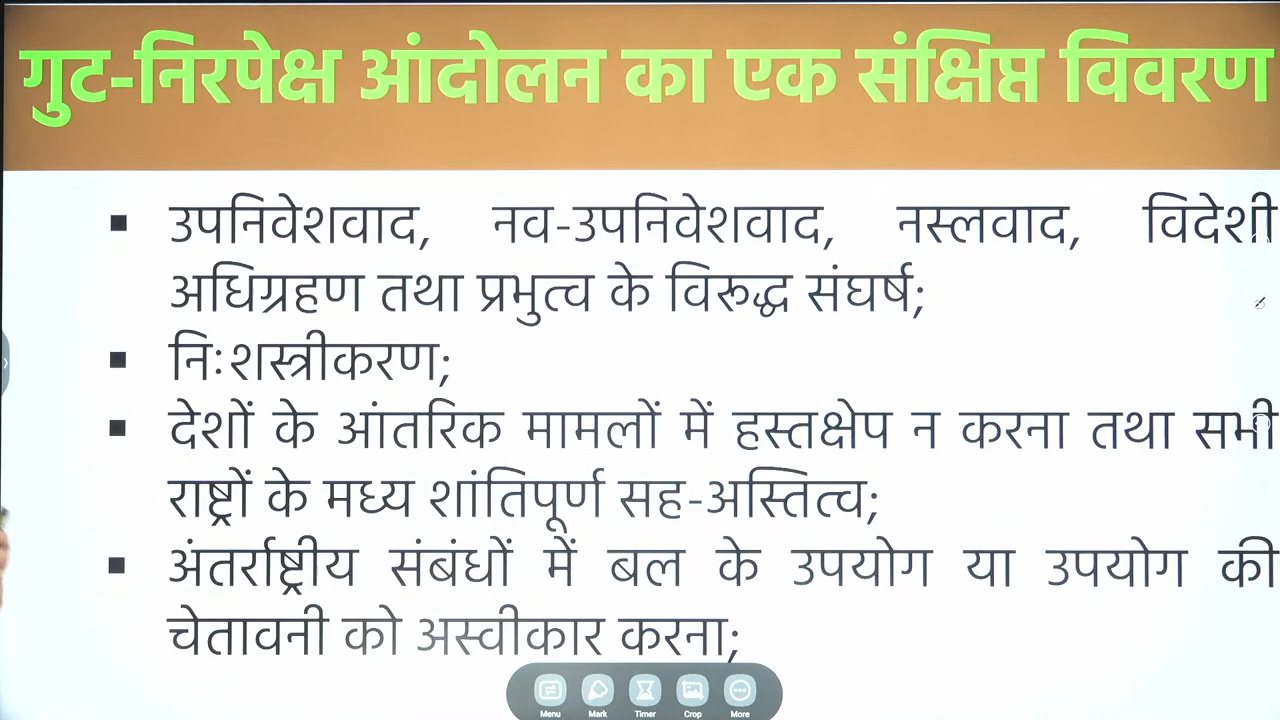 गुट-निरपेक्ष आंदोलन का एक संक्षिप्त विवरण
▪ उपनिवेशवाद, नव-उपनिवेशवाद, नस्लवाद, विदेशी
अधिग्रहण तथा प्रभुत्व के विरूद्ध संघर्ष;
▪ निःशस्त्रीकरण;
▪ देशों के आंतरिक मामलों में हस्तक्षेप न करना तथा सभी
राष्ट्रों के मध्य शांतिपूर्ण सह-अस्तित्व;
▪ अंतर्राष्ट्रीय संबंधों में बल के उपयोग या उपयोग की
चेतावनी को अस्वीकार करना;
Menu Mark Timer Crop More